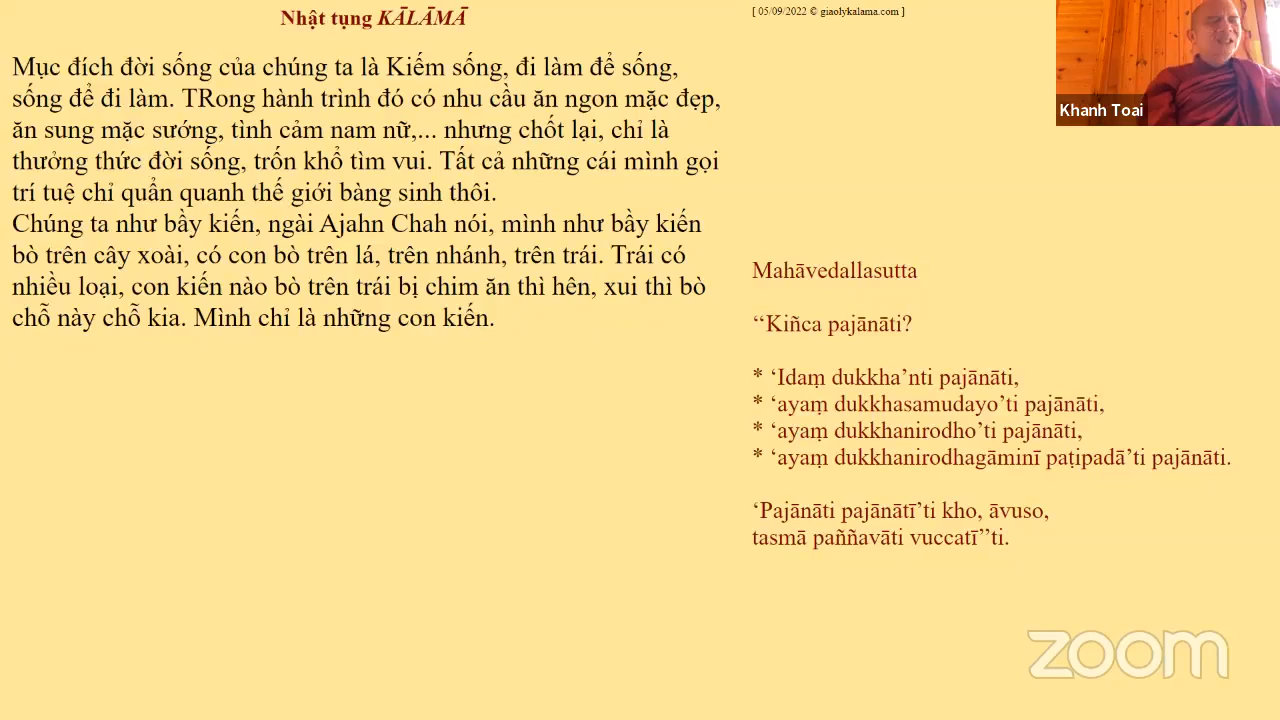 Nhật tụng KĀLĀMĀ
Mục đích đời sống của chúng ta là Kiếm sống, đi làm để sống,
sống để đi làm. TRong hành trình đó có nhu cầu ăn ngon mặc đẹp,
ăn sung mặc sướng, tình cảm nam nữ,... nhưng chốt lại, chỉ là
thưởng thức đời sống, trốn khổ tìm vui. Tất cả những cái mình gọi
trí tuệ chỉ quẩn quanh thế giới bàng sinh thôi.
Chúng ta như bầy kiến, ngài Ajahn Chah nói, mình như bầy kiến
bò trên cây xoài, có con bò trên lá, trên nhánh, trên trái. Trái có
nhiều loại, con kiến nào bò trên trái bị chim ăn thì hên, xui thì bò
chỗ này chỗ kia. Mình chỉ là những con kiến.
[ 05/09/2022 © giaolykalama.com ]
Khanh Toai
Mahāvedallasutta
“Kiñca pajānāti?
* ‘Idaṃ dukkha’nti pajānāti,
* ‘ayaṃ dukkhasamudayo’ti pajānāti,
* ‘ayaṃ dukkhanirodho’ti pajānāti,
* ‘ayaṃ dukkhanirodhagāminī paṭipadā’ti pajānāti.
‘Pajānāti pajānātī’ti kho, āvuso,
tasmā paññavāti vuccatī”ti.
zoom